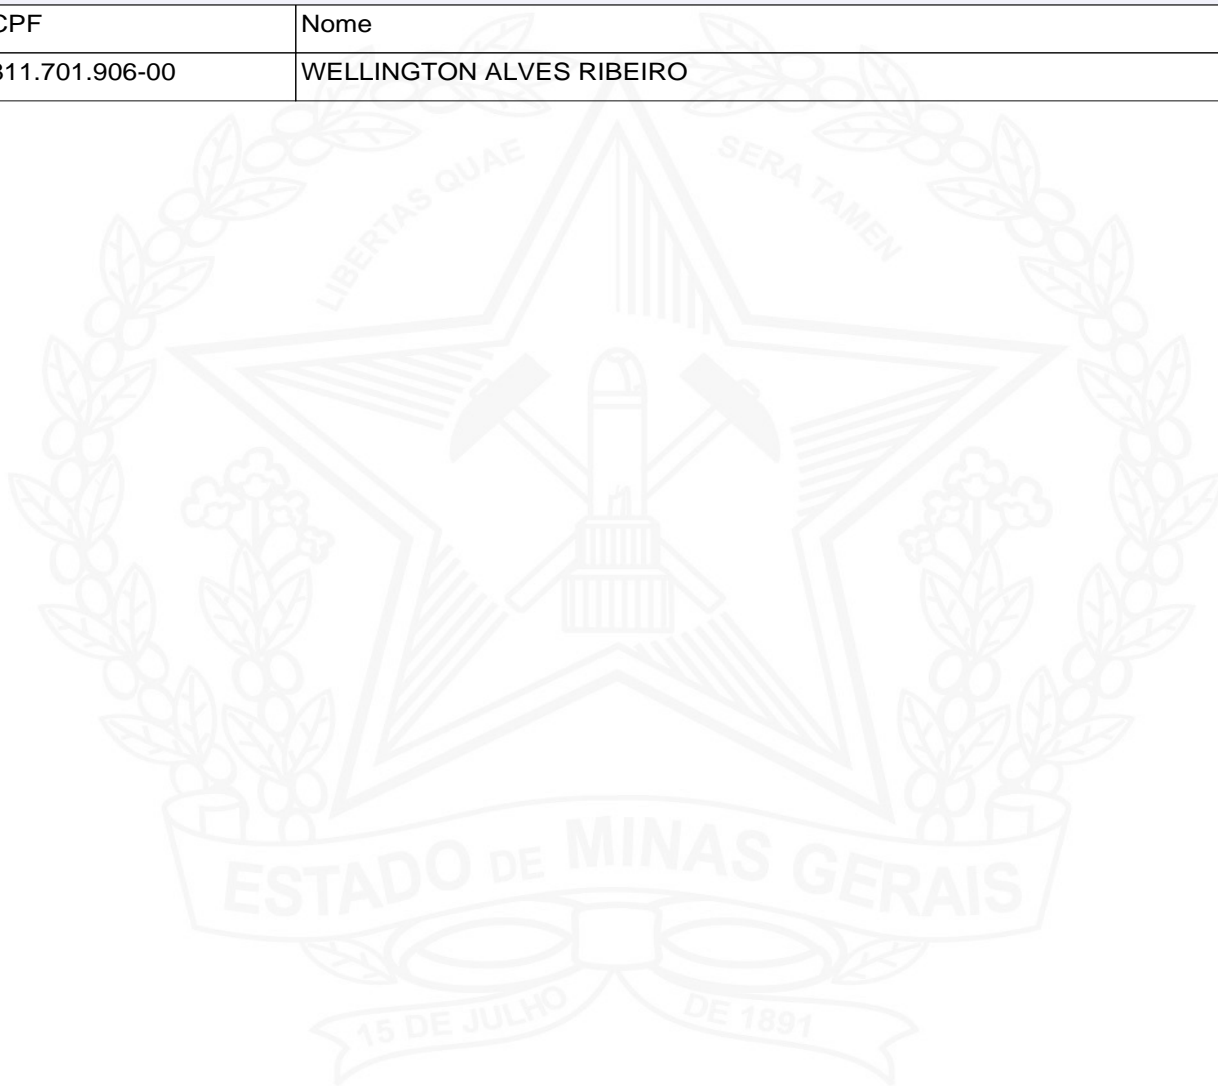 CPF Nome
311.701.906-00 WELLINGTON ALVES RIBEIRO
LIBERTAS QUAE SERA TAMEN
ESTADO DE MINAS GERAIS
15 DE JULHO DE 1891